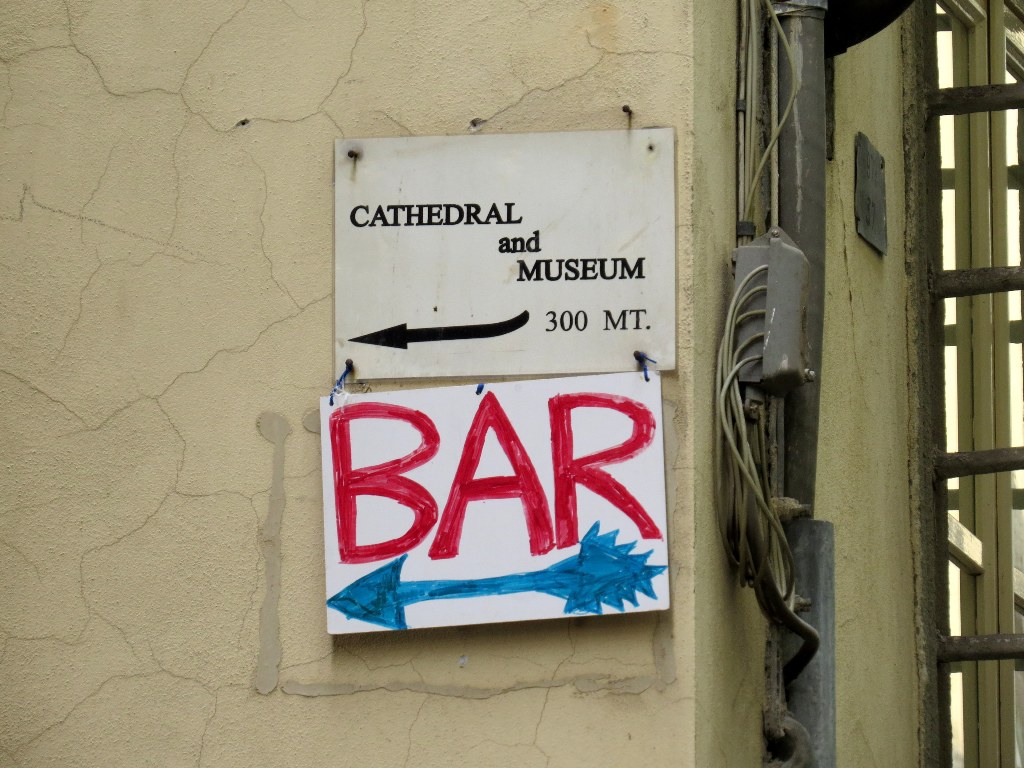 CATHEDRAL
and
MUSEUM
300 MT.
BAR